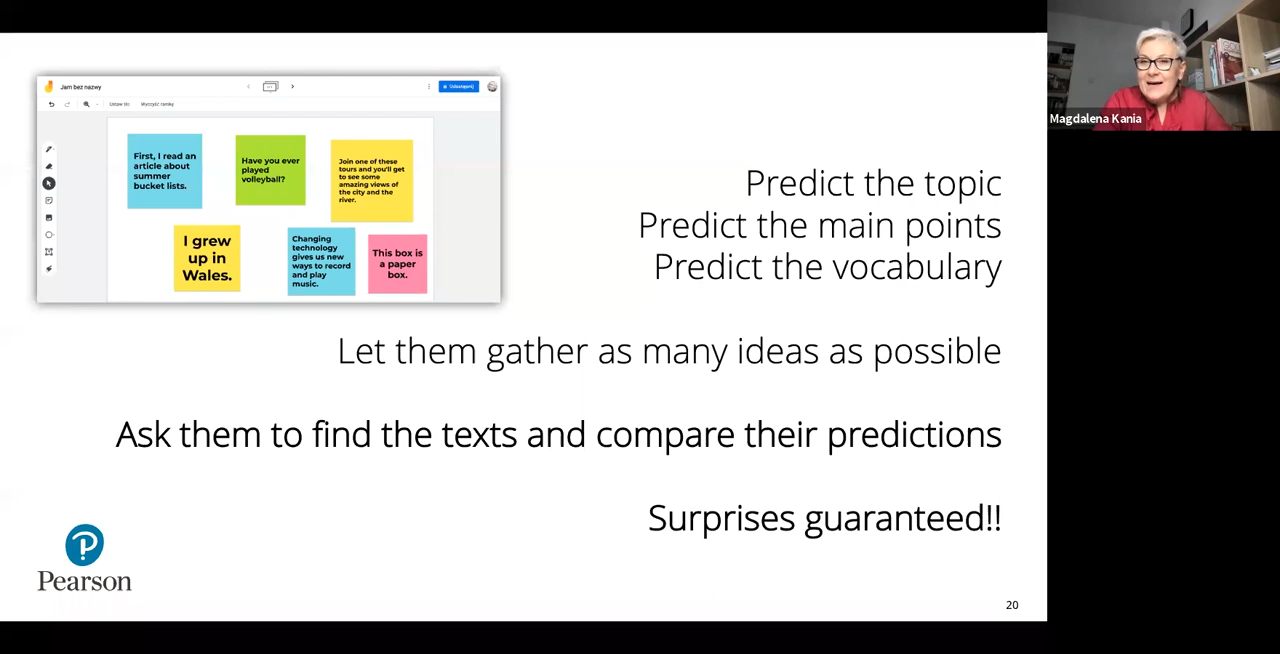 Jam bez nazwy
Udostępnij
Ustaw tło
Wyczyść ramkę
First, I read an
article about
summer
bucket lists.
Have you ever
played
volleyball?
Join one of these
tours and you'll get
to see some
amazing views of
the city and the
river.
I grew
up in
Wales.
Changing
technology
gives us new
ways to record
and play
music.
This box is
a paper
box.
Magdalena Kania
Predict the topic
Predict the main points
Predict the vocabulary
Let them gather as many ideas as possible
Ask them to find the texts and compare their predictions
Surprises guaranteed!!
Pearson
20